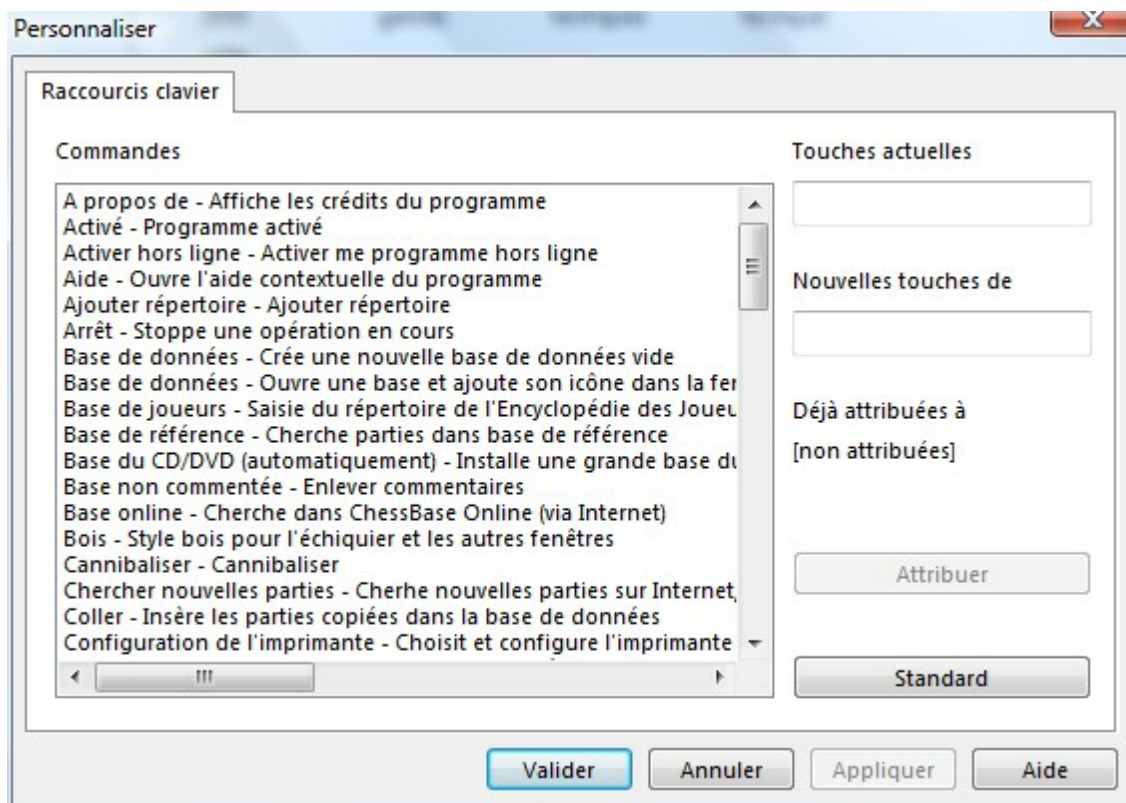 Personnaliser
Raccourcis clavier
Commandes
A propos de - Affiche les crédits du programme
Activé - Programme activé
Activer hors ligne - Activer me programme hors ligne
Aide - Ouvre l'aide contextuelle du programme
Ajouter répertoire - Ajouter répertoire
Arrêt - Stoppe une opération en cours
Base de données - Crée une nouvelle base de données vide
Base de données - Ouvre une base et ajoute son icône dans la fer
Base de joueurs - Saisie du répertoire de l'Encyclopédie des Joueu
Base de référence - Cherche parties dans base de référence
Base du CD/DVD (automatiquement) - Installe une grande base du
Base non commentée - Enlever commentaires
Base online - Cherche dans ChessBase Online (via Internet)
Bois - Style bois pour l'échiquier et les autres fenêtres
Cannibaliser - Cannibaliser
Chercher nouvelles parties - Cherhe nouvelles parties sur Internet,
Coller - Insère les parties copiées dans la base de données
Configuration de l'imprimante - Choisit et configure l'imprimante
Touches actuelles
Nouvelles touches de
Déjà attribuées à
[non attribuées]
Attribuer
Standard
Valider
Annuler
Appliquer
Aide